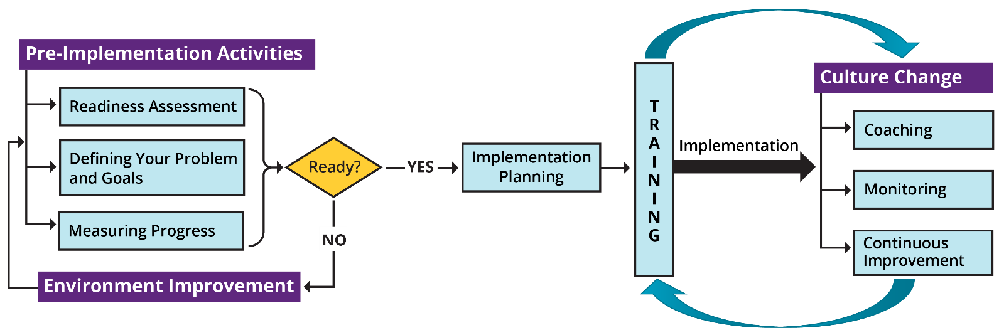 Pre-Implementation Activities
Readiness Assessment
Defining Your Problem
and Goals
Measuring Progress
Environment Improvement
Ready?
YES
NO
Implementation
Planning
TRAINING
Implementation
Culture Change
Coaching
Monitoring
Continuous
Improvement